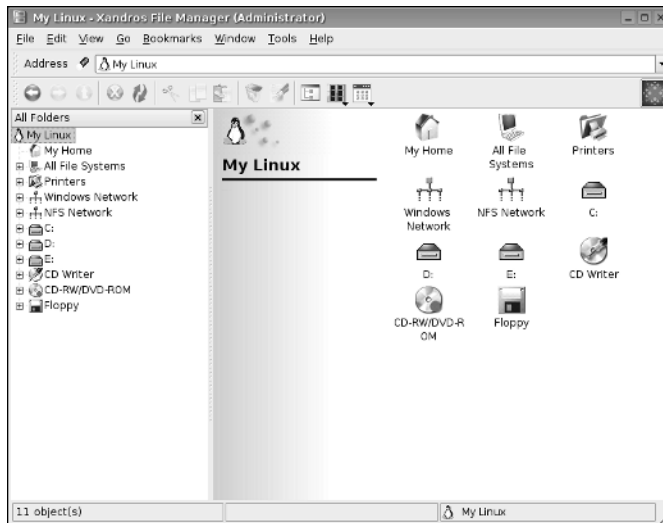 My Linux - Xandros File Manager (Administrator)
File Edit View Go Bookmarks Window Tools Help
Address My Linux
All Folders
My Linux
My Home
All File Systems
Printers
Windows Network
NFS Network
C:
D:
E:
CD Writer
CD-RW/DVD-ROM
Floppy
My Linux
My Home
All File
Systems
Printers
Windows
Network
NFS Network
C:
D:
E:
CD Writer
CD-RW/DVD-R
OM
Floppy
11 object(s)
My Linux